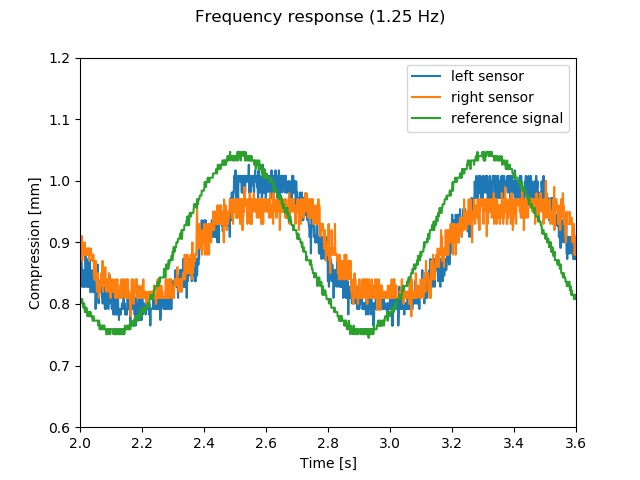 Frequency response (1.25 Hz)
1.2
1.1
1.0
0.9
0.8
0.7
0.6
Compression [mm]
left sensor
right sensor
reference signal
2.0 2.2 2.4 2.6 2.8 3.0 3.2 3.4 3.6
Time [s]